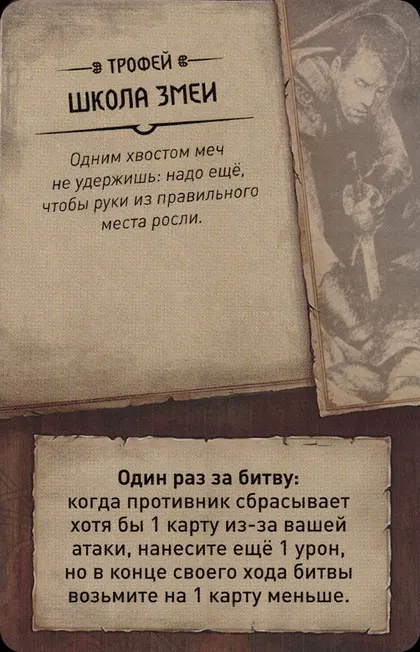 ТРОФЕЙ
ШКОЛА ЗМЕИ
Одним хвостом меч
не удержишь: надо ещё,
чтобы руки из правильного
места росли.
Один раз за битву:
когда противник сбрасывает
хотя бы 1 карту из-за вашей
атаки, нанесите ещё 1 урон,
но в конце своего хода битвы
возьмите на 1 карту меньше.